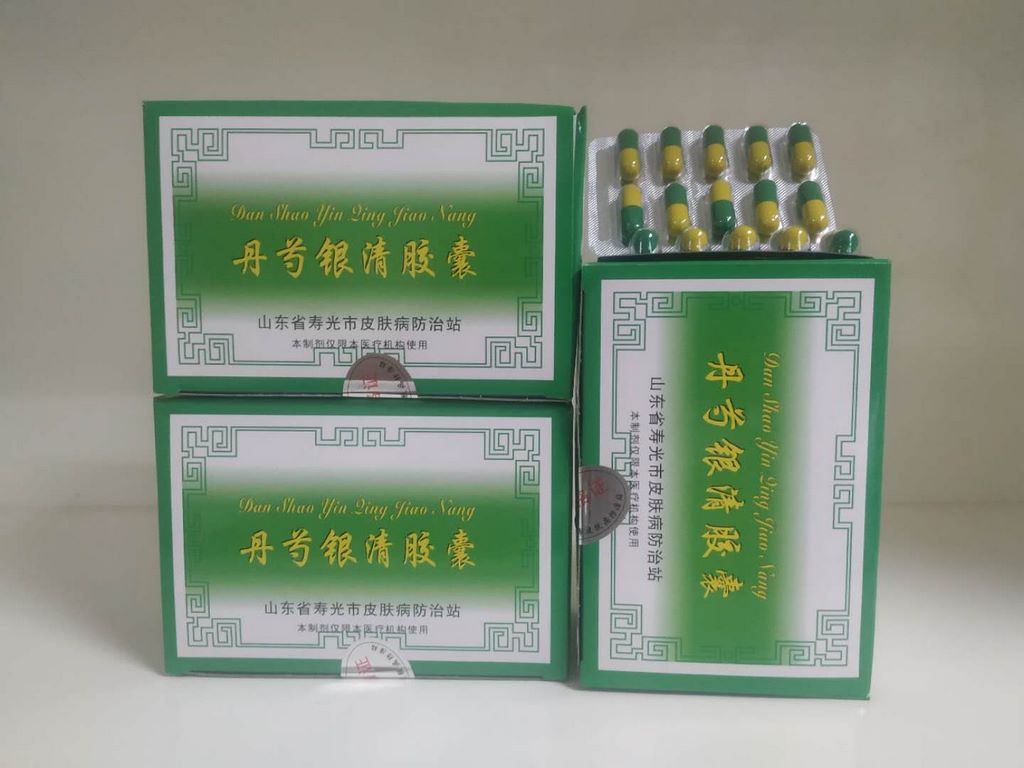 Dan Shao Yin Qing Jiao Nang
丹芍银清胶囊
山东省寿光市皮肤病防治站
本制剂仅限本医疗机构使用
Dan Shao Yin Qing Jiao Nang
丹芍银清胶囊
山东省寿光市皮肤病防治站
本制剂仅限本医疗机构使用
Dan Shao Yin Qing Jiao Nang
丹芍银清胶囊
山东省寿光市皮肤病防治站
本制剂仅限本医疗机构使用